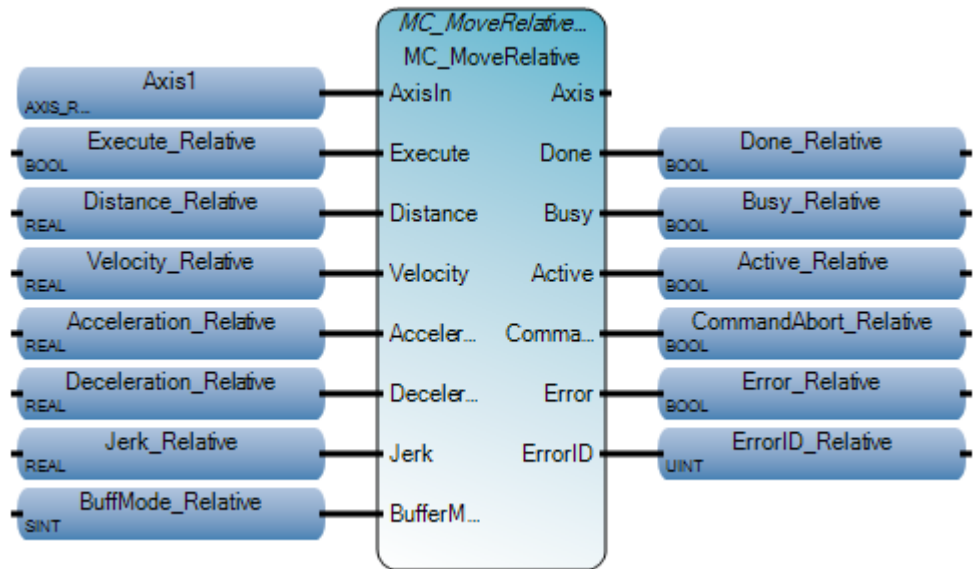 MC_MoveRelative...
MC_MoveRelative
Axis1
AXIS_R...
AxisIn Axis
Execute_Relative
BOOL
Execute Done
Done_Relative
BOOL
Distance_Relative
REAL
Distance Busy
Busy_Relative
BOOL
Velocity_Relative
REAL
Velocity Active
Active_Relative
BOOL
Acceleration_Relative
REAL
Acceler... Comma...
CommandAbort_Relative
BOOL
Deceleration_Relative
REAL
Deceler... Error
Error_Relative
BOOL
Jerk_Relative
REAL
Jerk ErrorID
ErrorID_Relative
UINT
BuffMode_Relative
SINT
BufferM...